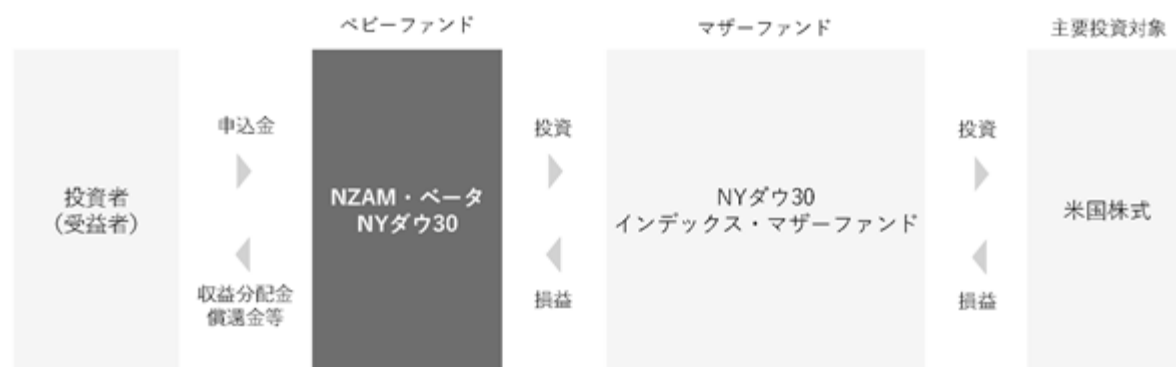 ベビーファンド
マザーファンド
主要投資対象
投資者
(受益者)
申込金
収益分配金
償還金等
NZAM・ベータ
NYダウ30
投資
損益
NYダウ30
インデックス・マザーファンド
投資
損益
米国株式